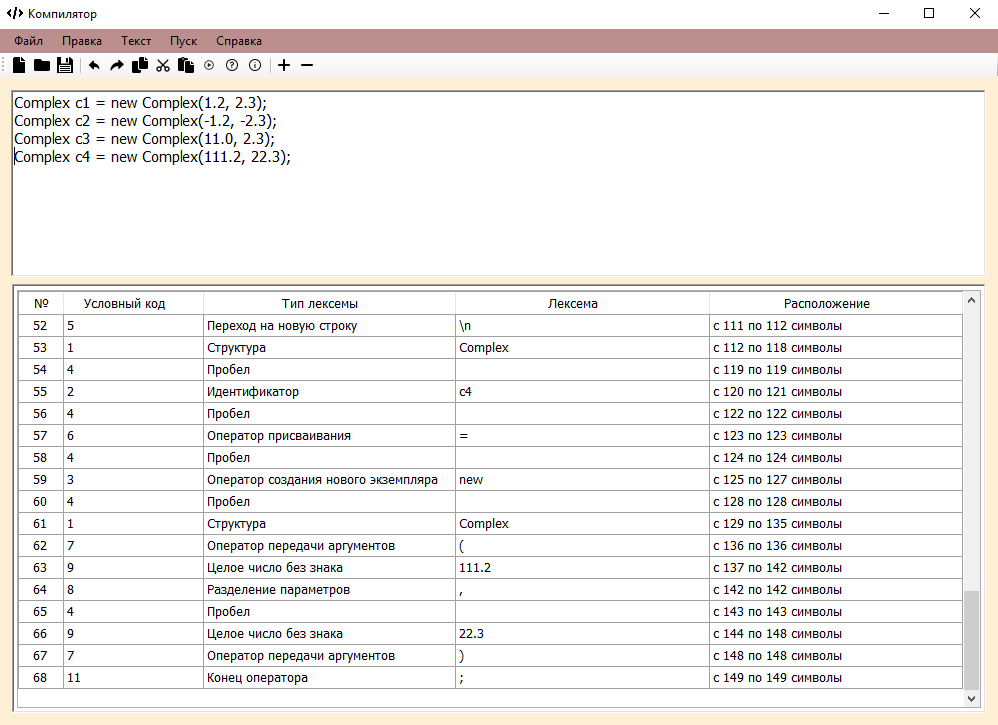 Компилятор
Файл Правка Текст Пуск Справка
Complex c1 = new Complex(1.2, 2.3);
Complex c2 = new Complex(-1.2, -2.3);
Complex c3 = new Complex(11.0, 2.3);
Complex c4 = new Complex(111.2, 22.3);
№ Условный код Тип лексемы Лексема Расположение
52 5 Переход на новую строку \n с 111 по 112 символы
53 1 Структура Complex с 112 по 118 символы
54 4 Пробел с 119 по 119 символы
55 2 Идентификатор c4 с 120 по 121 символы
56 4 Пробел с 122 по 122 символы
57 6 Оператор присваивания = с 123 по 123 символы
58 4 Пробел с 124 по 124 символы
59 3 Оператор создания нового экземпляра new с 125 по 127 символы
60 4 Пробел с 128 по 128 символы
61 1 Структура Complex с 129 по 135 символы
62 7 Оператор передачи аргументов ( с 136 по 136 символы
63 9 Целое число без знака 111.2 с 137 по 142 символы
64 8 Разделение параметров , с 142 по 142 символы
65 4 Пробел с 143 по 143 символы
66 9 Целое число без знака 22.3 с 144 по 148 символы
67 7 Оператор передачи аргументов ) с 148 по 148 символы
68 11 Конец оператора ; с 149 по 149 символы